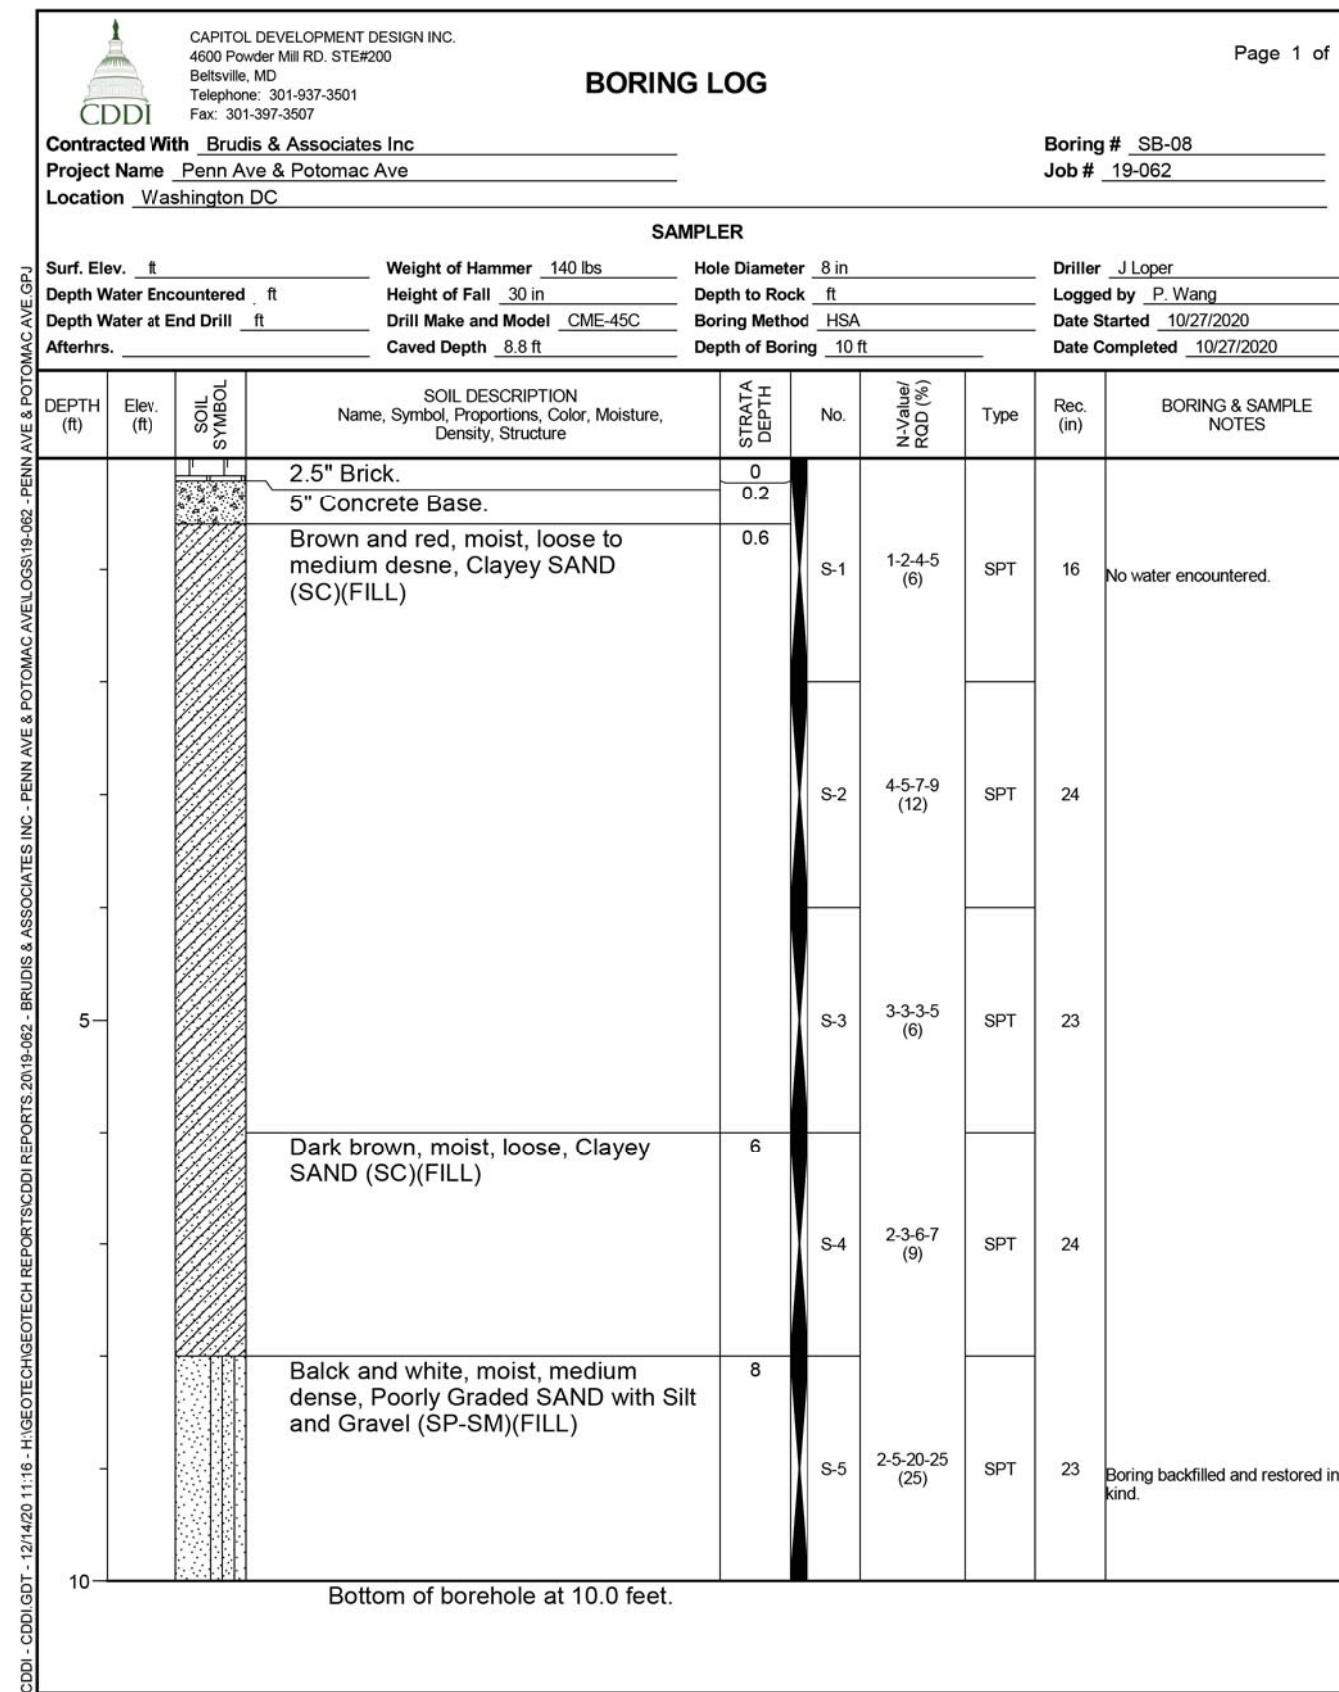 CAPITOL DEVELOPMENT DESIGN INC.
4600 Powder Mill RD. STE#200
Beltsville, MD
Telephone: 301-937-3501
Fax: 301-397-3507
CDDI
BORING LOG
Page 1 of
Contracted With Brudis & Associates Inc
Boring # SB-08
Project Name Penn Ave & Potomac Ave
Job # 19-062
Location Washington DC
SAMPLER
Surf. Elev. ft Weight of Hammer 140 lbs Hole Diameter 8 in Driller J Loper
Depth Water Encountered ft Height of Fall 30 in Depth to Rock ft Logged by P. Wang
Depth Water at End Drill ft Drill Make and Model CME-45C Boring Method HSA Date Started 10/27/2020
Afterhrs. Caved Depth 8.8 ft Depth of Boring 10 ft Date Completed 10/27/2020
DEPTH
(ft)
Elev.
(ft)
SOIL
SYMBOL
SOIL DESCRIPTION
Name, Symbol, Proportions, Color, Moisture,
Density, Structure
STRATA
DEPTH
No.
N-Value/
RQD (%)
Type
Rec.
(in)
BORING & SAMPLE
NOTES
2.5" Brick. 0
5" Concrete Base. 0.2
Brown and red, moist, loose to 0.6
medium desne, Clayey SAND
(SC)(FILL)
S-1 1-2-4-5 SPT 16 No water encountered.
(6)
S-2 4-5-7-9 SPT 24
(12)
5 S-3 3-3-3-5 SPT 23
(6)
Dark brown, moist, loose, Clayey 6
SAND (SC)(FILL)
S-4 2-3-6-7 SPT 24
(9)
Balck and white, moist, medium 8
dense, Poorly Graded SAND with Silt
and Gravel (SP-SM)(FILL)
S-5 2-5-20-25 SPT 23 Boring backfilled and restored in
(25) kind.
10
Bottom of borehole at 10.0 feet.
CDDI - CDDI.GDT - 12/14/20 11:16 - H:\GEOTECH\GEOTECH REPORTS\CDDI REPORTS.20\19-062 - BRUDIS & ASSOCIATES INC - PENN AVE & POTOMAC AVE\LOGS\19-062 - PENN AVE & POTOMAC AVE.GPJ